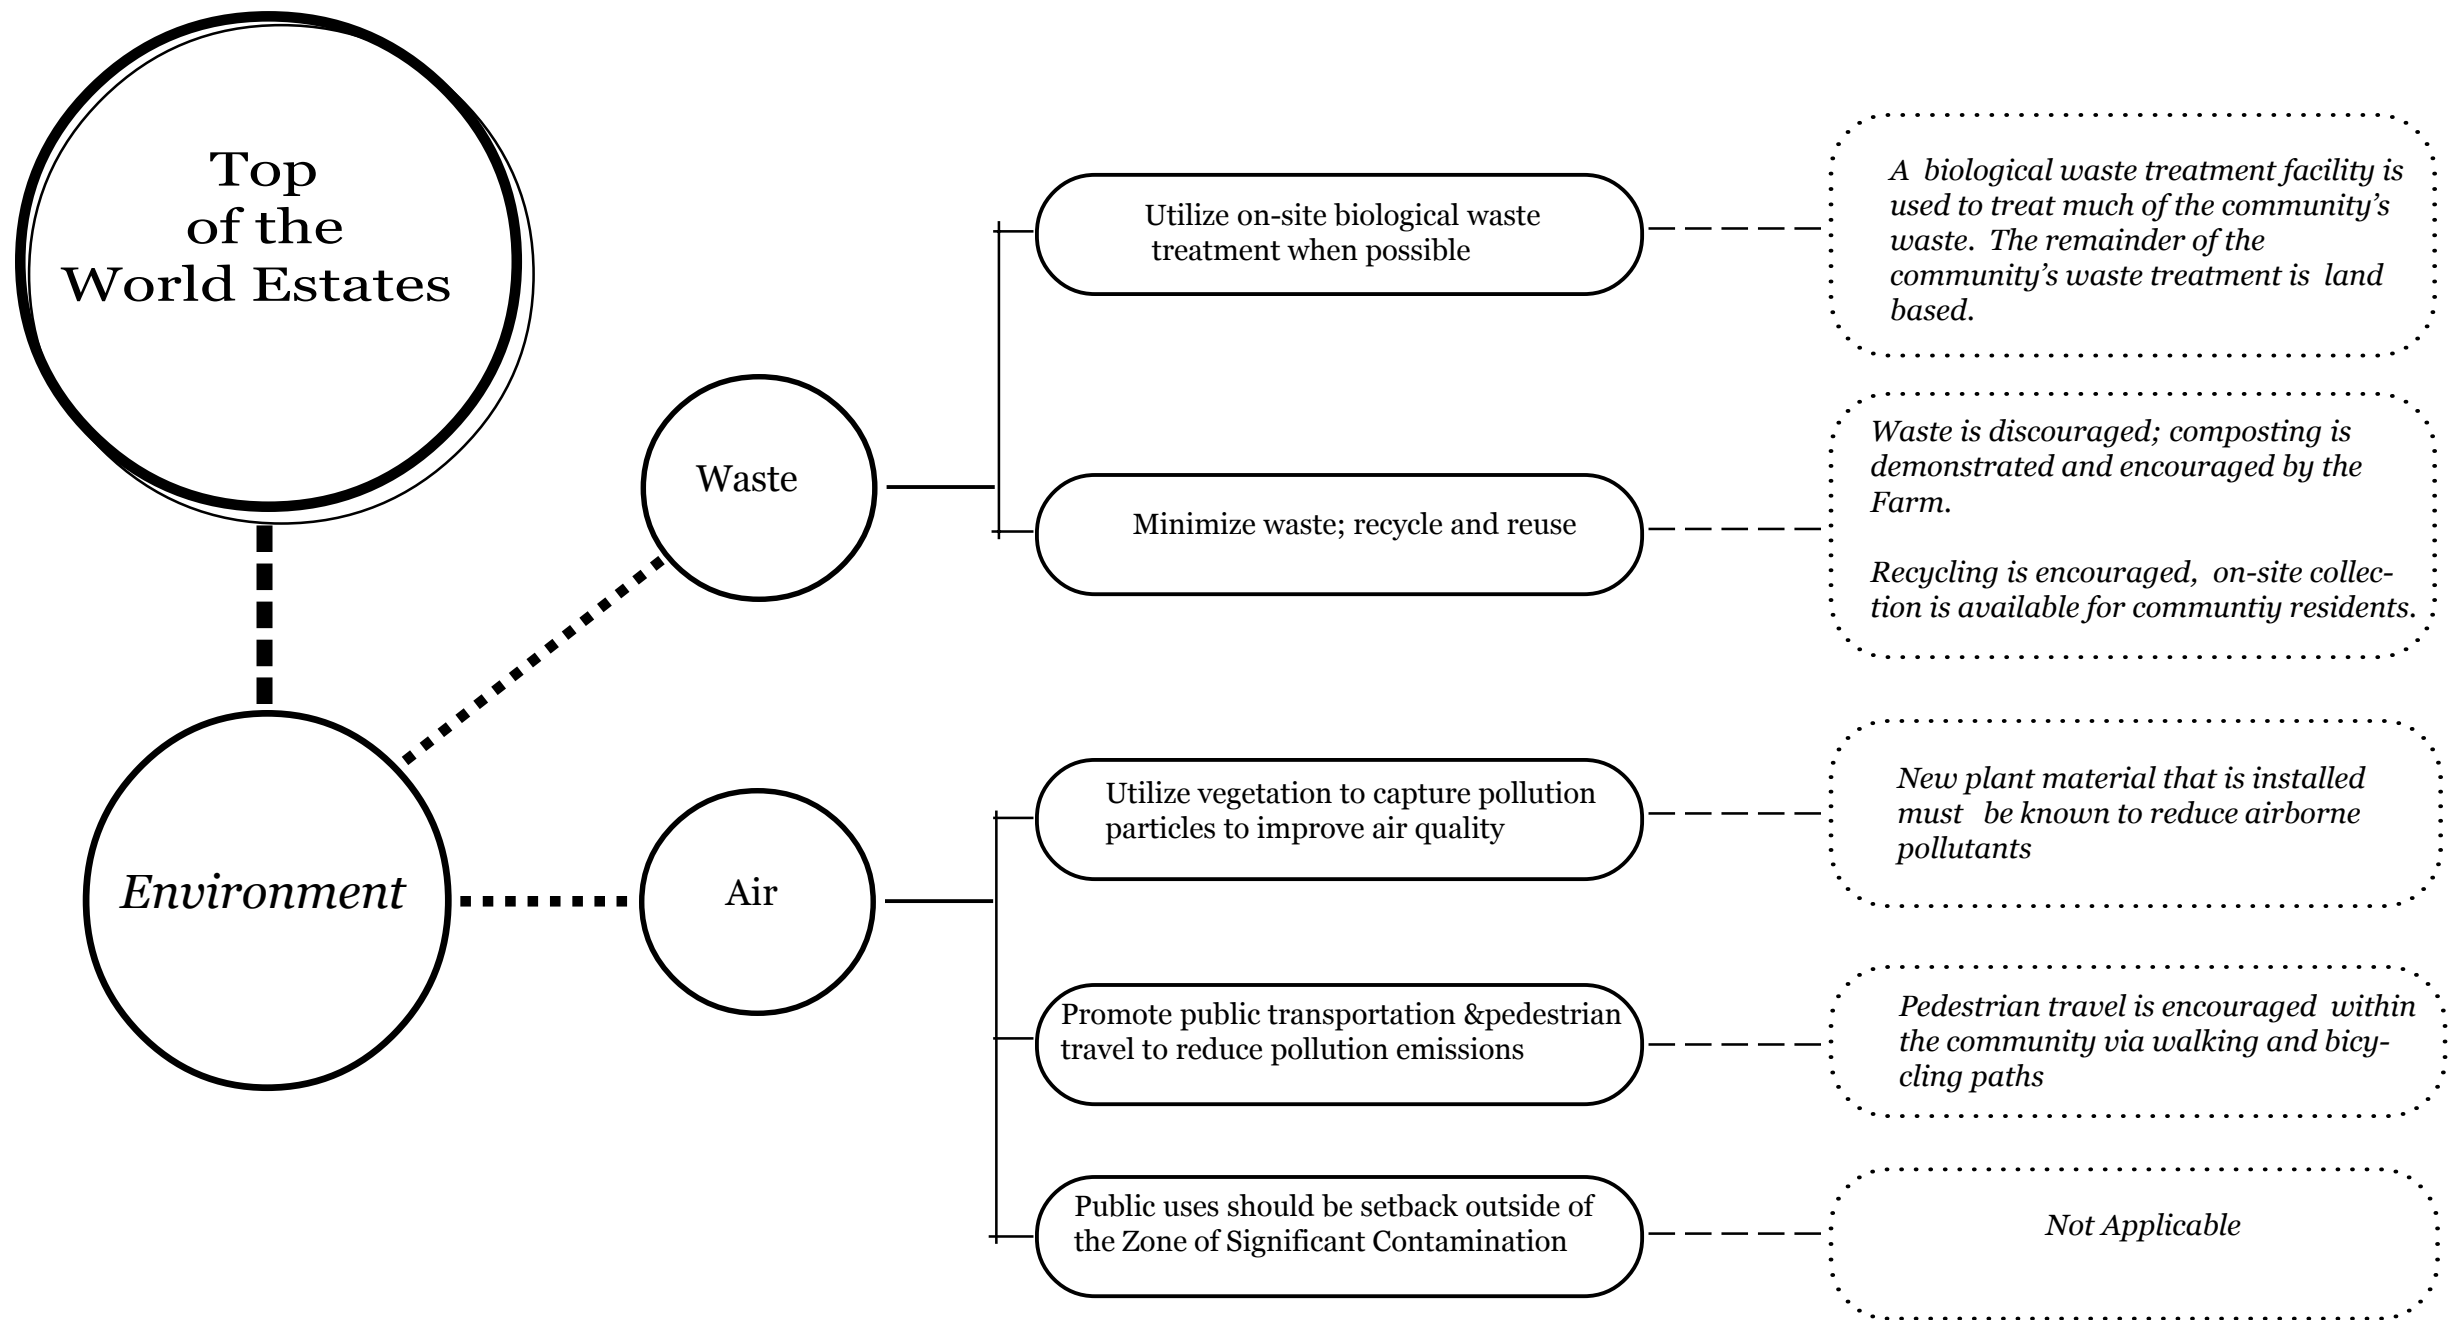 Top
of the
World Estates
Environment
Waste
Utilize on-site biological waste
treatment when possible
A biological waste treatment facility is
used to treat much of the community’s
waste. The remainder of the
community’s waste treatment is land
based.
Minimize waste; recycle and reuse
Waste is discouraged; composting is
demonstrated and encouraged by the
Farm.
Recycling is encouraged, on-site collec-
tion is available for communtiy residents.
Air
Utilize vegetation to capture pollution
particles to improve air quality
New plant material that is installed
must be known to reduce airborne
pollutants
Promote public transportation &pedestrian
travel to reduce pollution emissions
Pedestrian travel is encouraged within
the community via walking and bicy-
cling paths
Public uses should be setback outside of
the Zone of Significant Contamination
Not Applicable